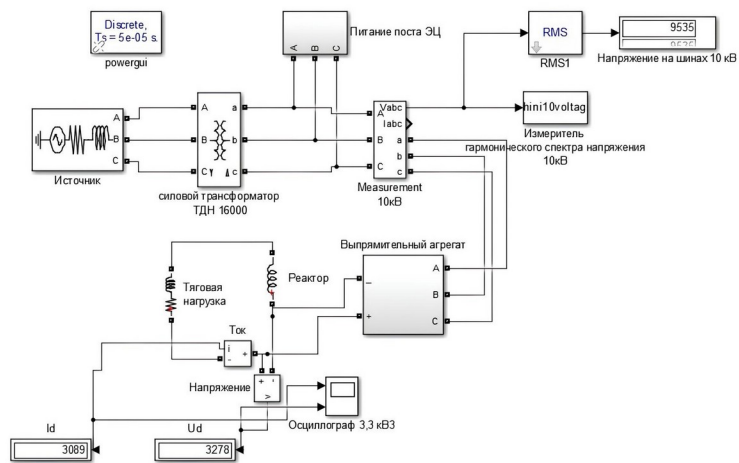 Discrete,
Ts = 5e-05 s.
powergui
Питание поста ЭЦ
A B C
RMS
RMS1
9535
Напряжение на шинах 10 кВ
hini10voltag
Измеритель
гармонического спектра напряжения
10кВ
A
B
C
Источник
A a
B b
C c
силовой трансформатор
ТДН 16000
Vabc
A
Iabc
a
B
b
C
c
Measurement
10кВ
Выпрямительный агрегат
–
+
A
B
C
Реактор
Тяговая
нагрузка
Ток
i
-
+
Напряжение
+ -
v
Осциллограф 3,3 кВ3
Id
3089
Ud
3278